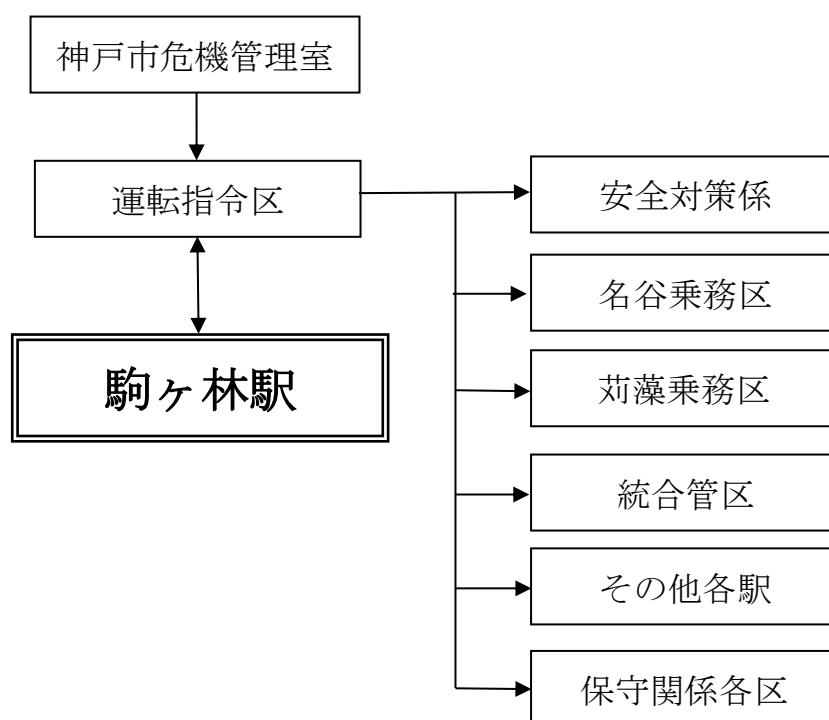 神戸市危機管理室
運転指令区
安全対策係
名谷乗務区
駒ヶ林駅
苅藻乗務区
統合管区
その他各駅
保守関係各区